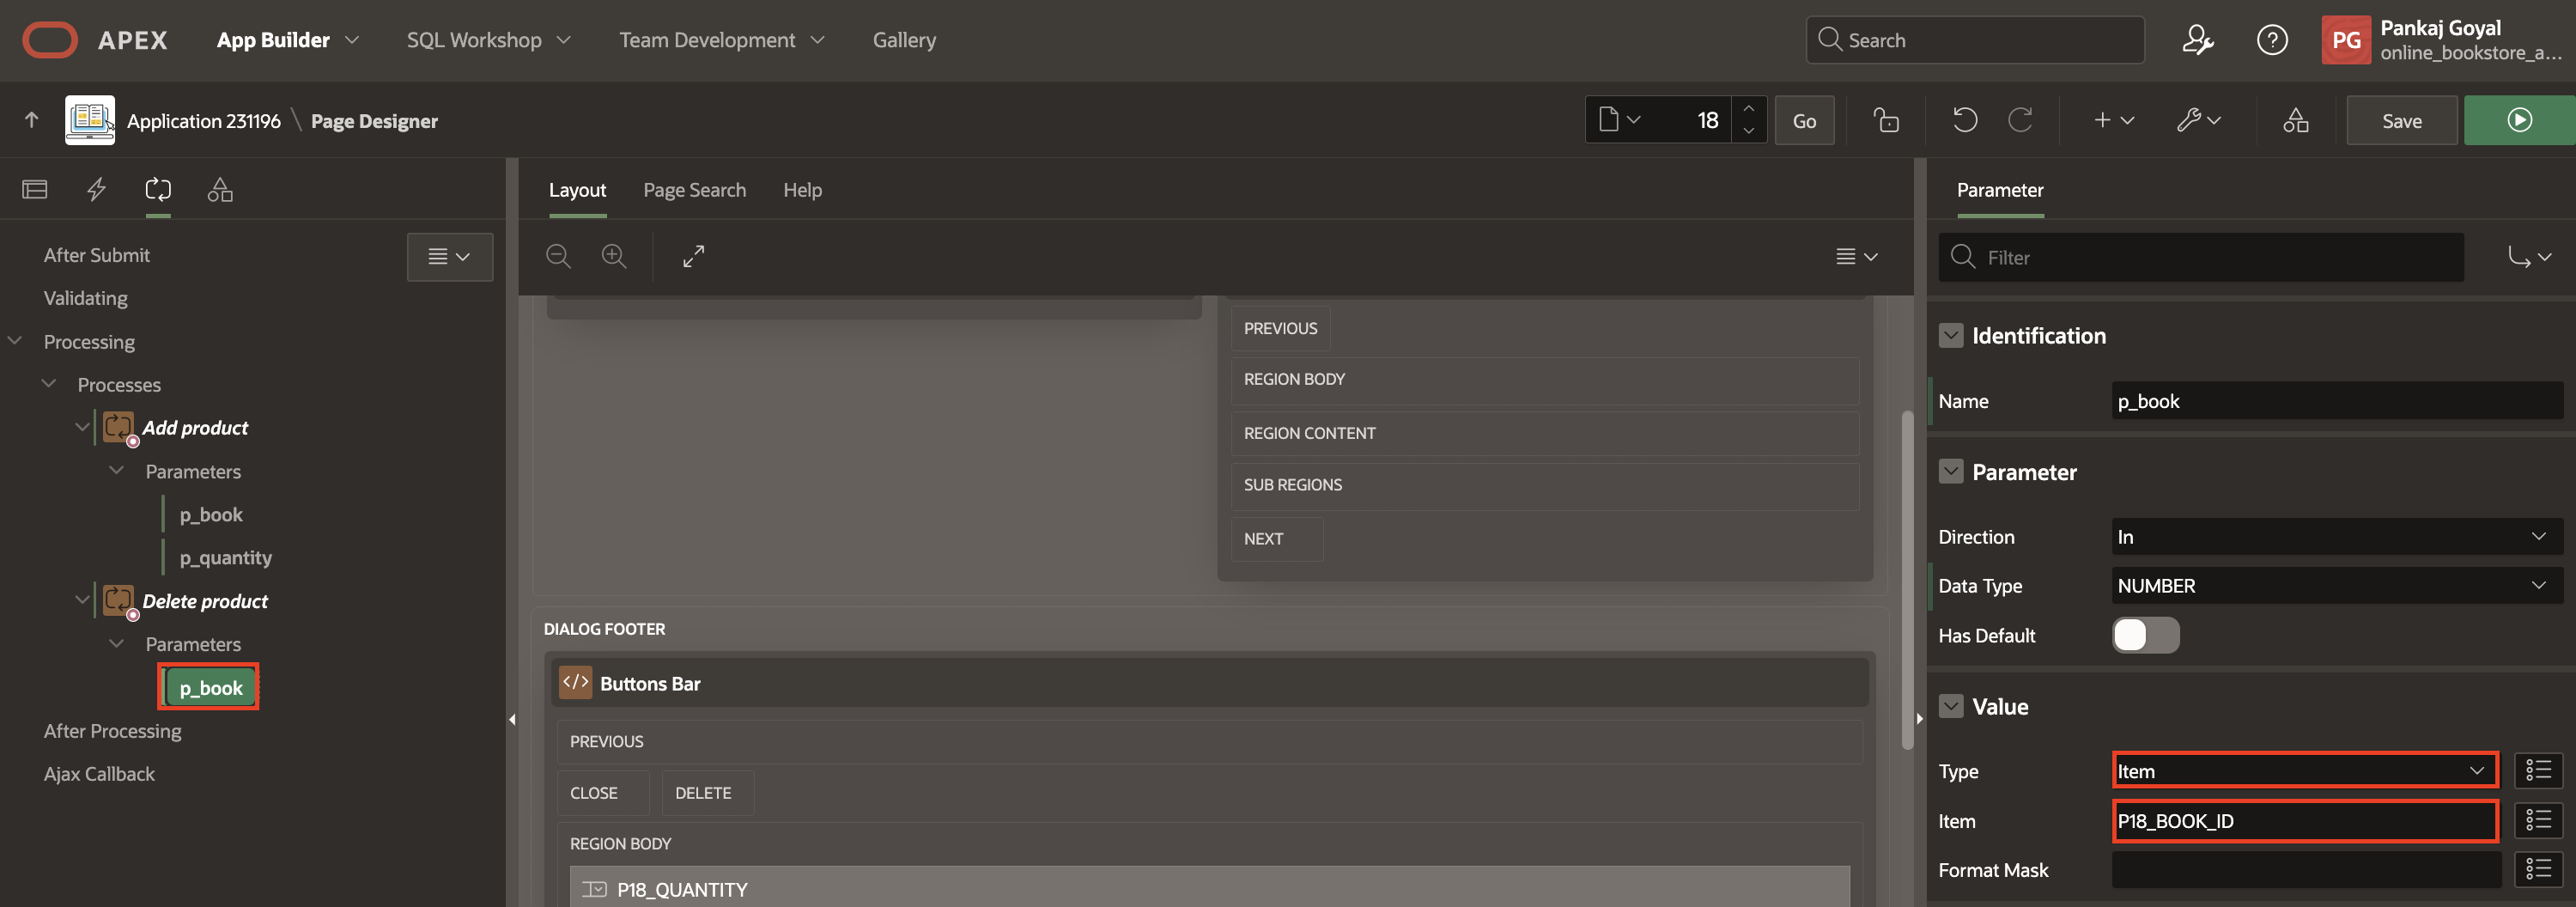 APEX App Builder SQL Workshop Team Development Gallery Search Pankaj Goyal
online_bookstore_a...
PG
Application 231196 \ Page Designer 18 Go Save
Layout Page Search Help
Parameter
After Submit
Validating
Processing
Processes
Add product
Parameters
p_book
p_quantity
Delete product
Parameters
p_book
After Processing
Ajax Callback
PREVIOUS
REGION BODY
REGION CONTENT
SUB REGIONS
NEXT
DIALOG FOOTER
Buttons Bar
PREVIOUS
CLOSE DELETE
REGION BODY
P18_QUANTITY
Filter
Identification
Name p_book
Parameter
Direction In
Data Type NUMBER
Has Default
Value
Type Item
Item P18_BOOK_ID
Format Mask